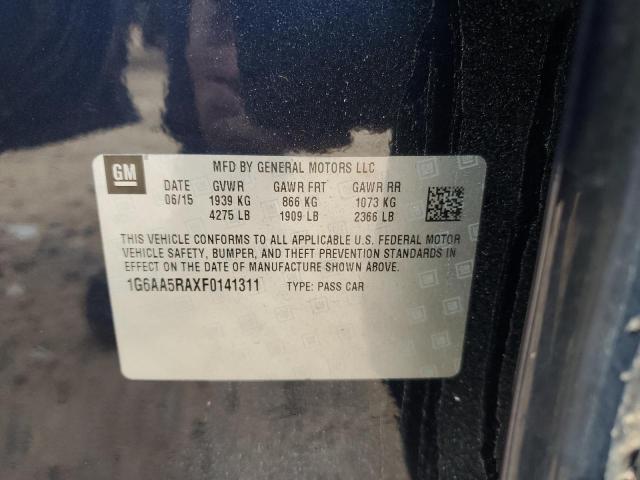 GM
MFD BY GENERAL MOTORS LLC
DATE GVWR GAWR FRT GAWR RR
06/15 1939 KG 866 KG 1073 KG
4275 LB 1909 LB 2366 LB
THIS VEHICLE CONFORMS TO ALL APPLICABLE U.S. FEDERAL MOTOR
VEHICLE SAFETY, BUMPER, AND THEFT PREVENTION STANDARDS IN
EFFECT ON THE DATE OF MANUFACTURE SHOWN ABOVE.
1G6AA5RAXF0141311 TYPE: PASS CAR